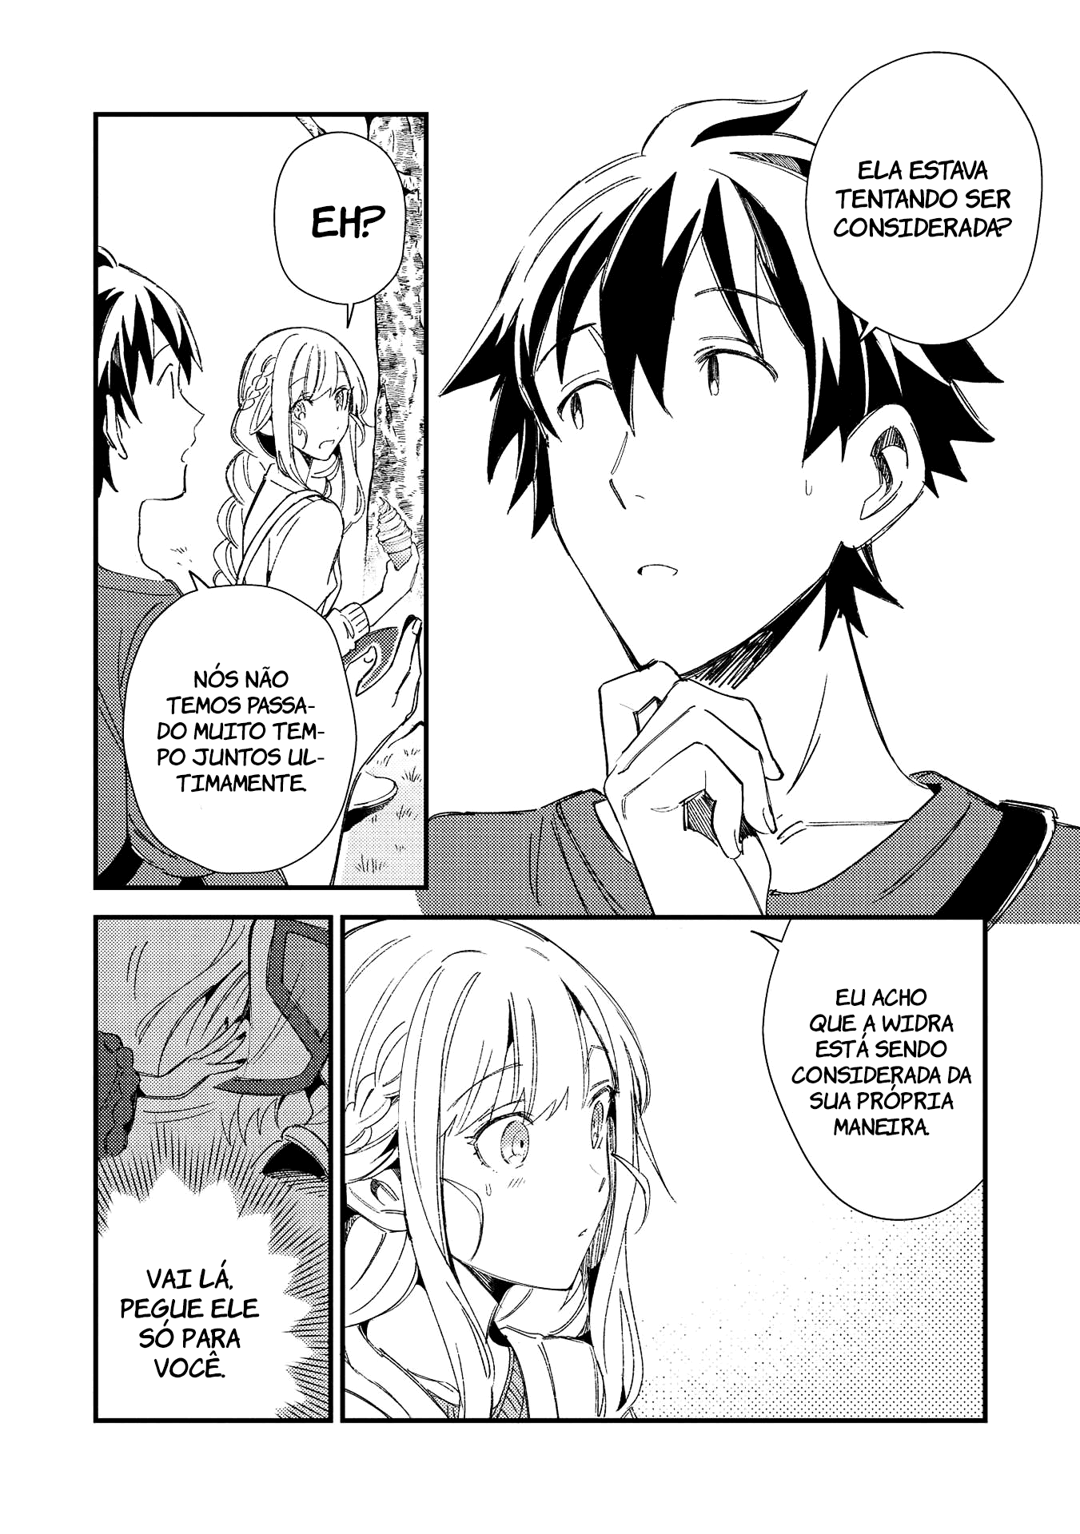 ELA ESTAVA
TENTANDO SER
CONSIDERADA?
EH?
NÓS NÃO
TEMOS PASSA-
DO MUITO TEM-
PO JUNTOS UL-
TIMAMENTE.
EU ACHO
QUE A WIDRA
ESTÁ SENDO
CONSIDERADA DA
SUA PRÓPRIA
MANEIRA.
VAI LÁ,
PEGUE ELE
SÓ PARA
VOCÊ.